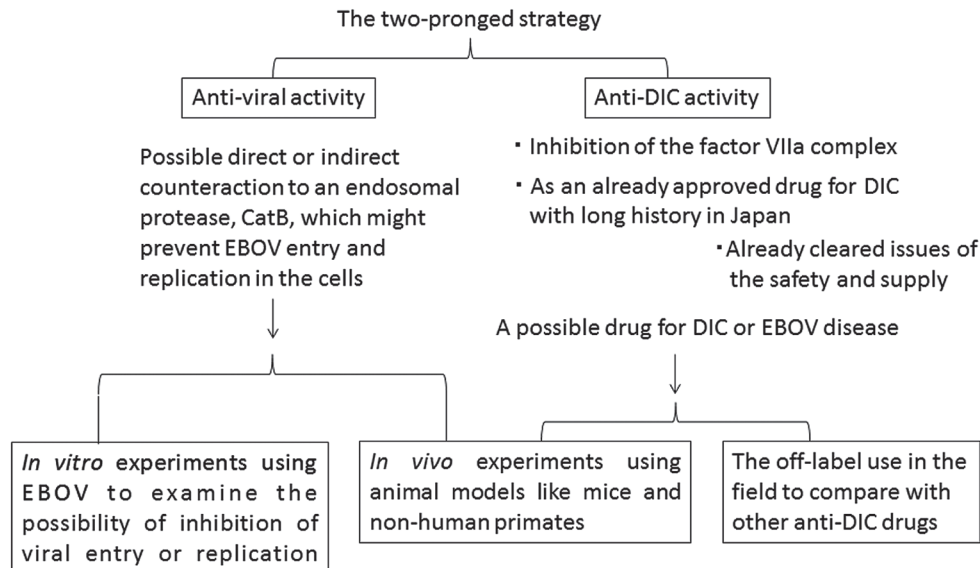 The two-pronged strategy
Anti-viral activity
Anti-DIC activity
Possible direct or indirect
counteraction to an endosomal
protease, CatB, which might
prevent EBOV entry and
replication in the cells
・Inhibition of the factor VIIa complex
・As an already approved drug for DIC
with long history in Japan
・Already cleared issues of
the safety and supply
A possible drug for DIC or EBOV disease
In vitro experiments using
EBOV to examine the
possibility of inhibition of
viral entry or replication
In vivo experiments using
animal models like mice and
non-human primates
The off-label use in the
field to compare with
other anti-DIC drugs